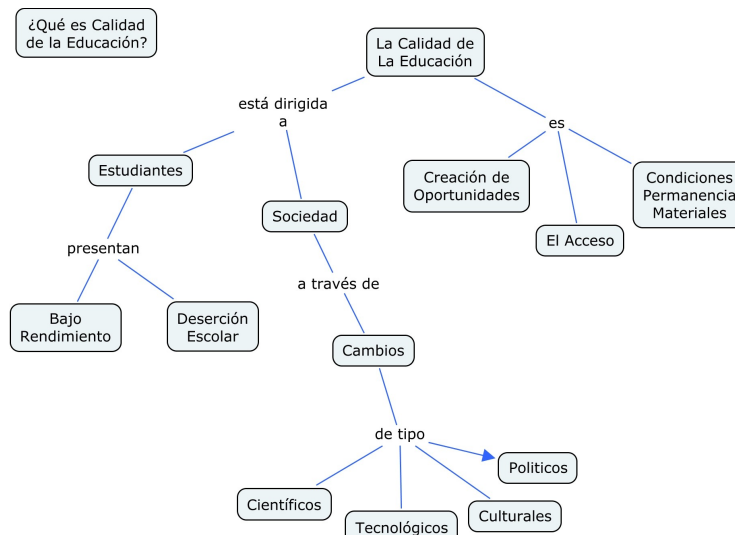 ¿Qué es Calidad
de la Educación?
La Calidad de
La Educación
está dirigida
a
es
Estudiantes
Creación de
Oportunidades
Condiciones
Permanencia
Materiales
Sociedad
El Acceso
presentan
a través de
Bajo
Rendimiento
Deserción
Escolar
Cambios
de tipo
Politicos
Científicos
Tecnológicos
Culturales